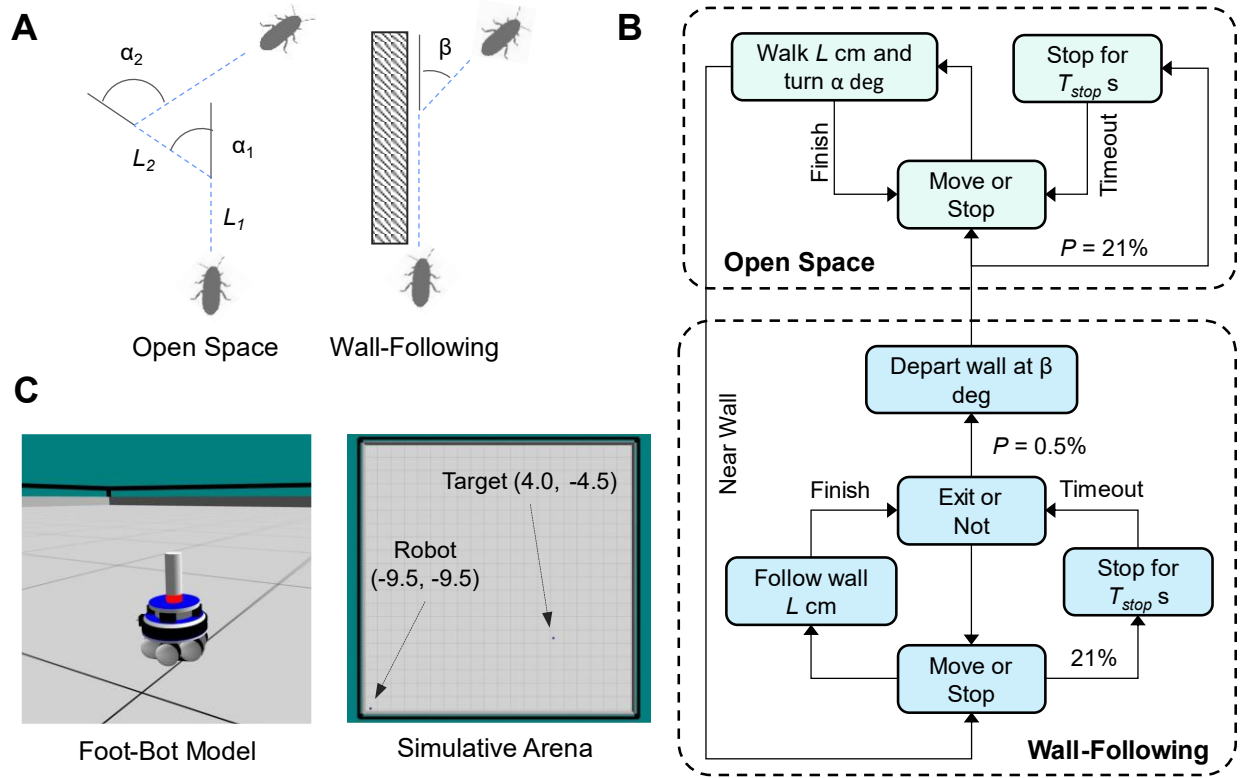 A
α2
α1
L2
L1
Open Space
β
Wall-Following
B
Walk L cm and
turn α deg
Stop for
Tstop s
Finish
Timeout
Move or
Stop
P = 21%
Open Space
Near Wall
Depart wall at β
deg
P = 0.5%
Finish
Exit or
Not
Timeout
Follow wall
L cm
Stop for
Tstop s
Move or
Stop
21%
Wall-Following
C
Target (4.0, -4.5)
Robot
(-9.5, -9.5)
Foot-Bot Model
Simulative Arena